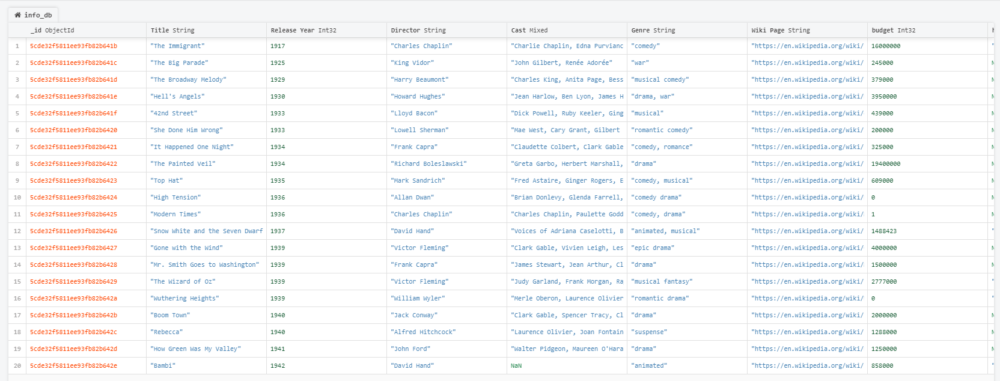 info_db
_id ObjectId Title String Release Year Int32 Director String Cast Mixed Genre String Wiki Page String budget Int32
1 5cde32f5811ee93fb82b641b "The Immigrant" 1917 "Charles Chaplin" "Charlie Chaplin, Edna Purvianc "comedy" "https://en.wikipedia.org/wiki/ 16000000
2 5cde32f5811ee93fb82b641c "The Big Parade" 1925 "King Vidor" "John Gilbert, Renée Adorée" "war" "https://en.wikipedia.org/wiki/ 245000
3 5cde32f5811ee93fb82b641d "The Broadway Melody" 1929 "Harry Beaumont" "Charles King, Anita Page, Bess "musical comedy" "https://en.wikipedia.org/wiki/ 379000
4 5cde32f5811ee93fb82b641e "Hell's Angels" 1930 "Howard Hughes" "Jean Harlow, Ben Lyon, James H "drama, war" "https://en.wikipedia.org/wiki/ 3950000
5 5cde32f5811ee93fb82b641f "42nd Street" 1933 "Lloyd Bacon" "Dick Powell, Ruby Keeler, Ging "musical" "https://en.wikipedia.org/wiki/ 439000
6 5cde32f5811ee93fb82b6420 "She Done Him Wrong" 1933 "Lowell Sherman" "Mae West, Cary Grant, Gilbert "romantic comedy" "https://en.wikipedia.org/wiki/ 200000
7 5cde32f5811ee93fb82b6421 "It Happened One Night" 1934 "Frank Capra" "Claudette Colbert, Clark Gable "comedy, romance" "https://en.wikipedia.org/wiki/ 325000
8 5cde32f5811ee93fb82b6422 "The Painted Veil" 1934 "Richard Boleslawski" "Greta Garbo, Herbert Marshall, "drama" "https://en.wikipedia.org/wiki/ 19400000
9 5cde32f5811ee93fb82b6423 "Top Hat" 1935 "Mark Sandrich" "Fred Astaire, Ginger Rogers, E "comedy, musical" "https://en.wikipedia.org/wiki/ 609000
10 5cde32f5811ee93fb82b6424 "High Tension" 1936 "Allan Dwan" "Brian Donlevy, Glenda Farrell, "comedy drama" "https://en.wikipedia.org/wiki/ 0
11 5cde32f5811ee93fb82b6425 "Modern Times" 1936 "Charles Chaplin" "Charles Chaplin, Paulette Godd "comedy, drama" "https://en.wikipedia.org/wiki/ 1
12 5cde32f5811ee93fb82b6426 "Snow White and the Seven Dwarf 1937 "David Hand" "Voices of Adriana Caselotti, B "animated, musical" "https://en.wikipedia.org/wiki/ 1488423
13 5cde32f5811ee93fb82b6427 "Gone with the Wind" 1939 "Victor Fleming" "Clark Gable, Vivien Leigh, Les "epic drama" "https://en.wikipedia.org/wiki/ 4000000
14 5cde32f5811ee93fb82b6428 "Mr. Smith Goes to Washington" 1939 "Frank Capra" "James Stewart, Jean Arthur, Cl "drama" "https://en.wikipedia.org/wiki/ 1500000
15 5cde32f5811ee93fb82b6429 "The Wizard of Oz" 1939 "Victor Fleming" "Judy Garland, Frank Morgan, Ra "musical fantasy" "https://en.wikipedia.org/wiki/ 2777000
16 5cde32f5811ee93fb82b642a "Wuthering Heights" 1939 "William Wyler" "Merle Oberon, Laurence Olivier "romantic drama" "https://en.wikipedia.org/wiki/ 0
17 5cde32f5811ee93fb82b642b "Boom Town" 1940 "Jack Conway" "Clark Gable, Spencer Tracy, Cl "drama" "https://en.wikipedia.org/wiki/ 2000000
18 5cde32f5811ee93fb82b642c "Rebecca" 1940 "Alfred Hitchcock" "Laurence Olivier, Joan Fontain "suspense" "https://en.wikipedia.org/wiki/ 1288000
19 5cde32f5811ee93fb82b642d "How Green Was My Valley" 1941 "John Ford" "Walter Pidgeon, Maureen O'Hara "drama" "https://en.wikipedia.org/wiki/ 1250000
20 5cde32f5811ee93fb82b642e "Bambi" 1942 "David Hand" NaN "animated" "https://en.wikipedia.org/wiki/ 858000